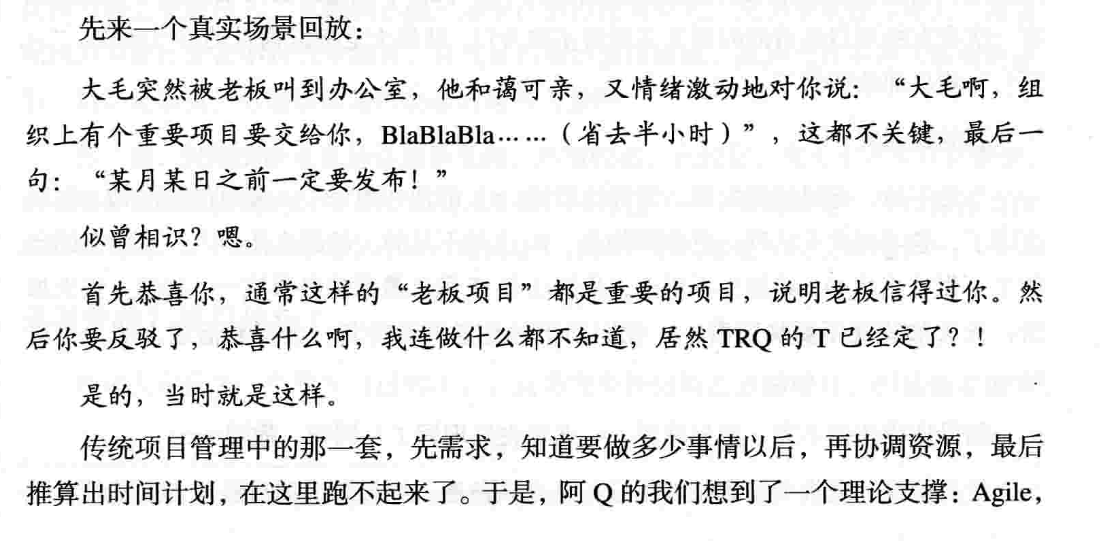 先来一个真实场景回放：
大毛突然被老板叫到办公室，他和蔼可亲，又情绪激动地对你说：“大毛啊，组
织上有个重要项目要交给你，BlaBlaBla……（省去半小时）”，这都不关键，最后一
句：“某月某日之前一定要发布！”
似曾相识？嗯。
首先恭喜你，通常这样的“老板项目”都是重要的项目，说明老板信得过你。然
后你要反驳了，恭喜什么啊，我连做什么都不知道，居然 TRQ 的 T 已经定了？！
是的，当时就是这样。
传统项目管理中的那一套，先需求，知道要做多少事情以后，再协调资源，最后
推算出时间计划，在这里跑不起来了。于是，阿 Q 的我们想到了一个理论支撑：Agile，